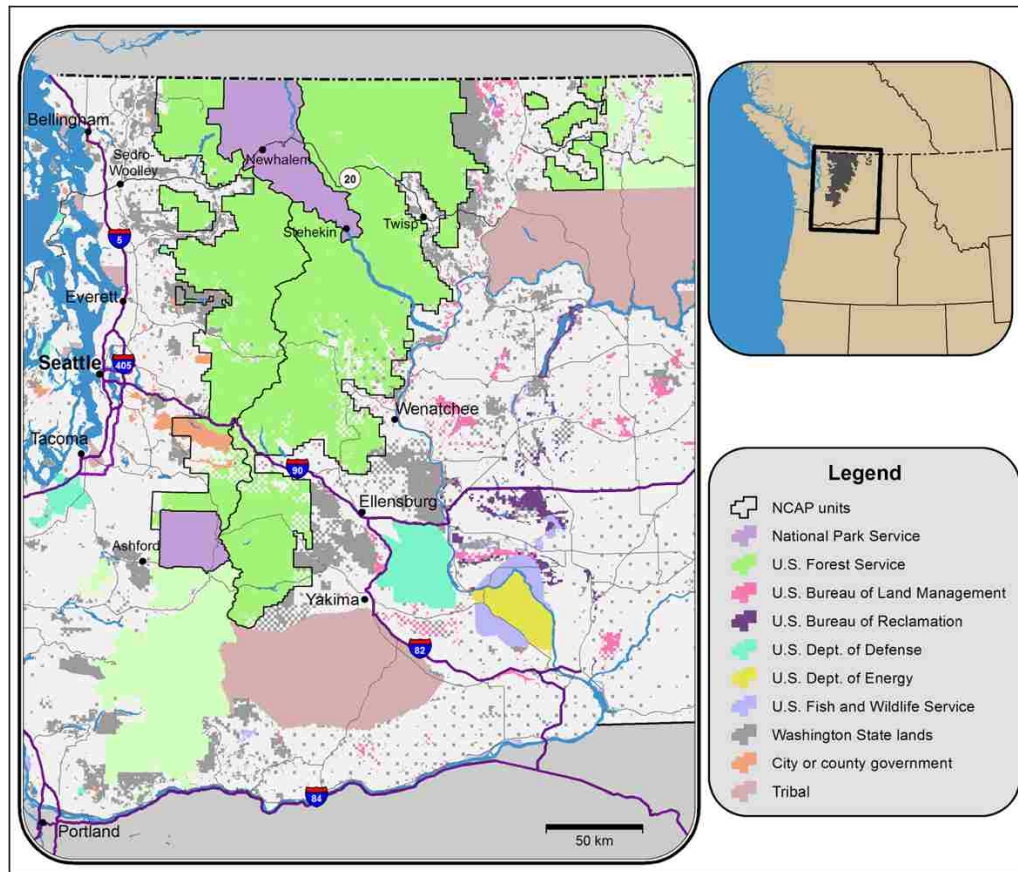 Bellingham
Sedro-
Woolley
Newhalem
20
Twisp
Stehekin
5
Everett
Seattle
405
Wenatchee
Tacoma
90
Ellensburg
Ashford
Yakima
82
84
Portland
50 km
Legend
NCAP units
National Park Service
U.S. Forest Service
U.S. Bureau of Land Management
U.S. Bureau of Reclamation
U.S. Dept. of Defense
U.S. Dept. of Energy
U.S. Fish and Wildlife Service
Washington State lands
City or county government
Tribal